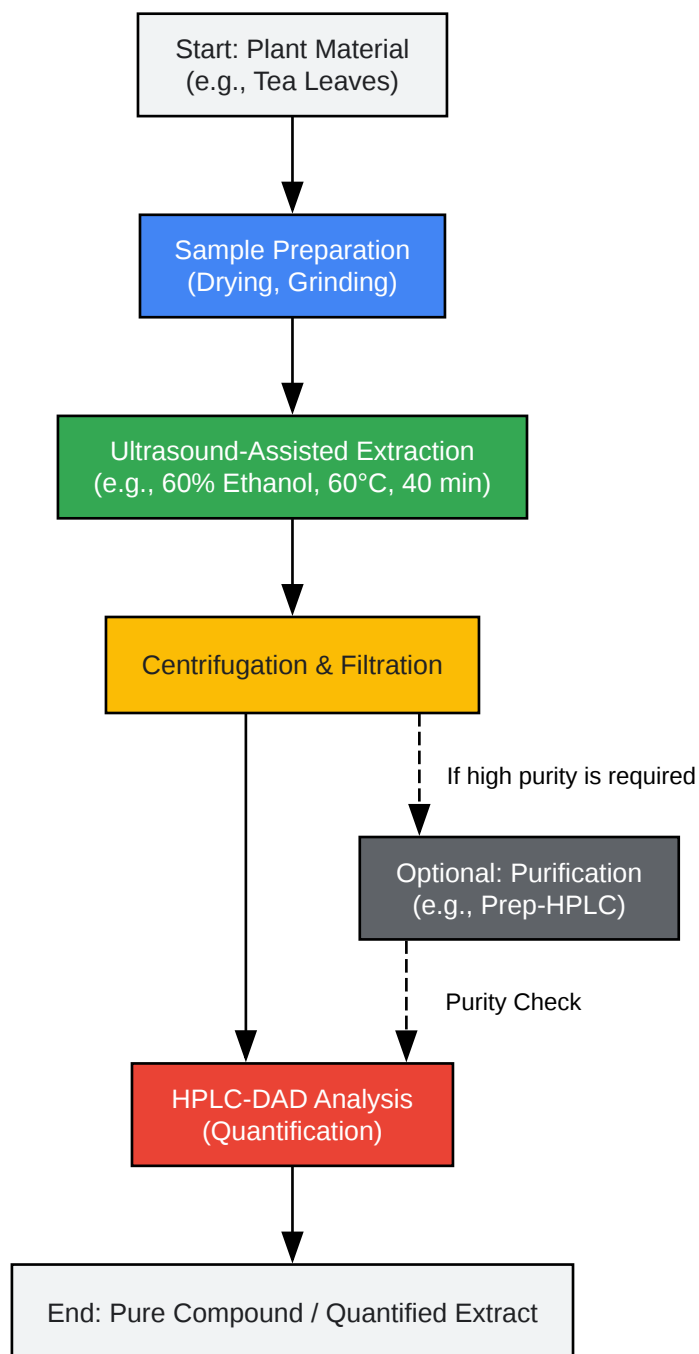 Start: Plant Material
(e.g., Tea Leaves)
Sample Preparation
(Drying, Grinding)
Ultrasound-Assisted Extraction
(e.g., 60% Ethanol, 60°C, 40 min)
Centrifugation & Filtration
If high purity is required
Optional: Purification
(e.g., Prep-HPLC)
Purity Check
HPLC-DAD Analysis
(Quantification)
End: Pure Compound / Quantified Extract